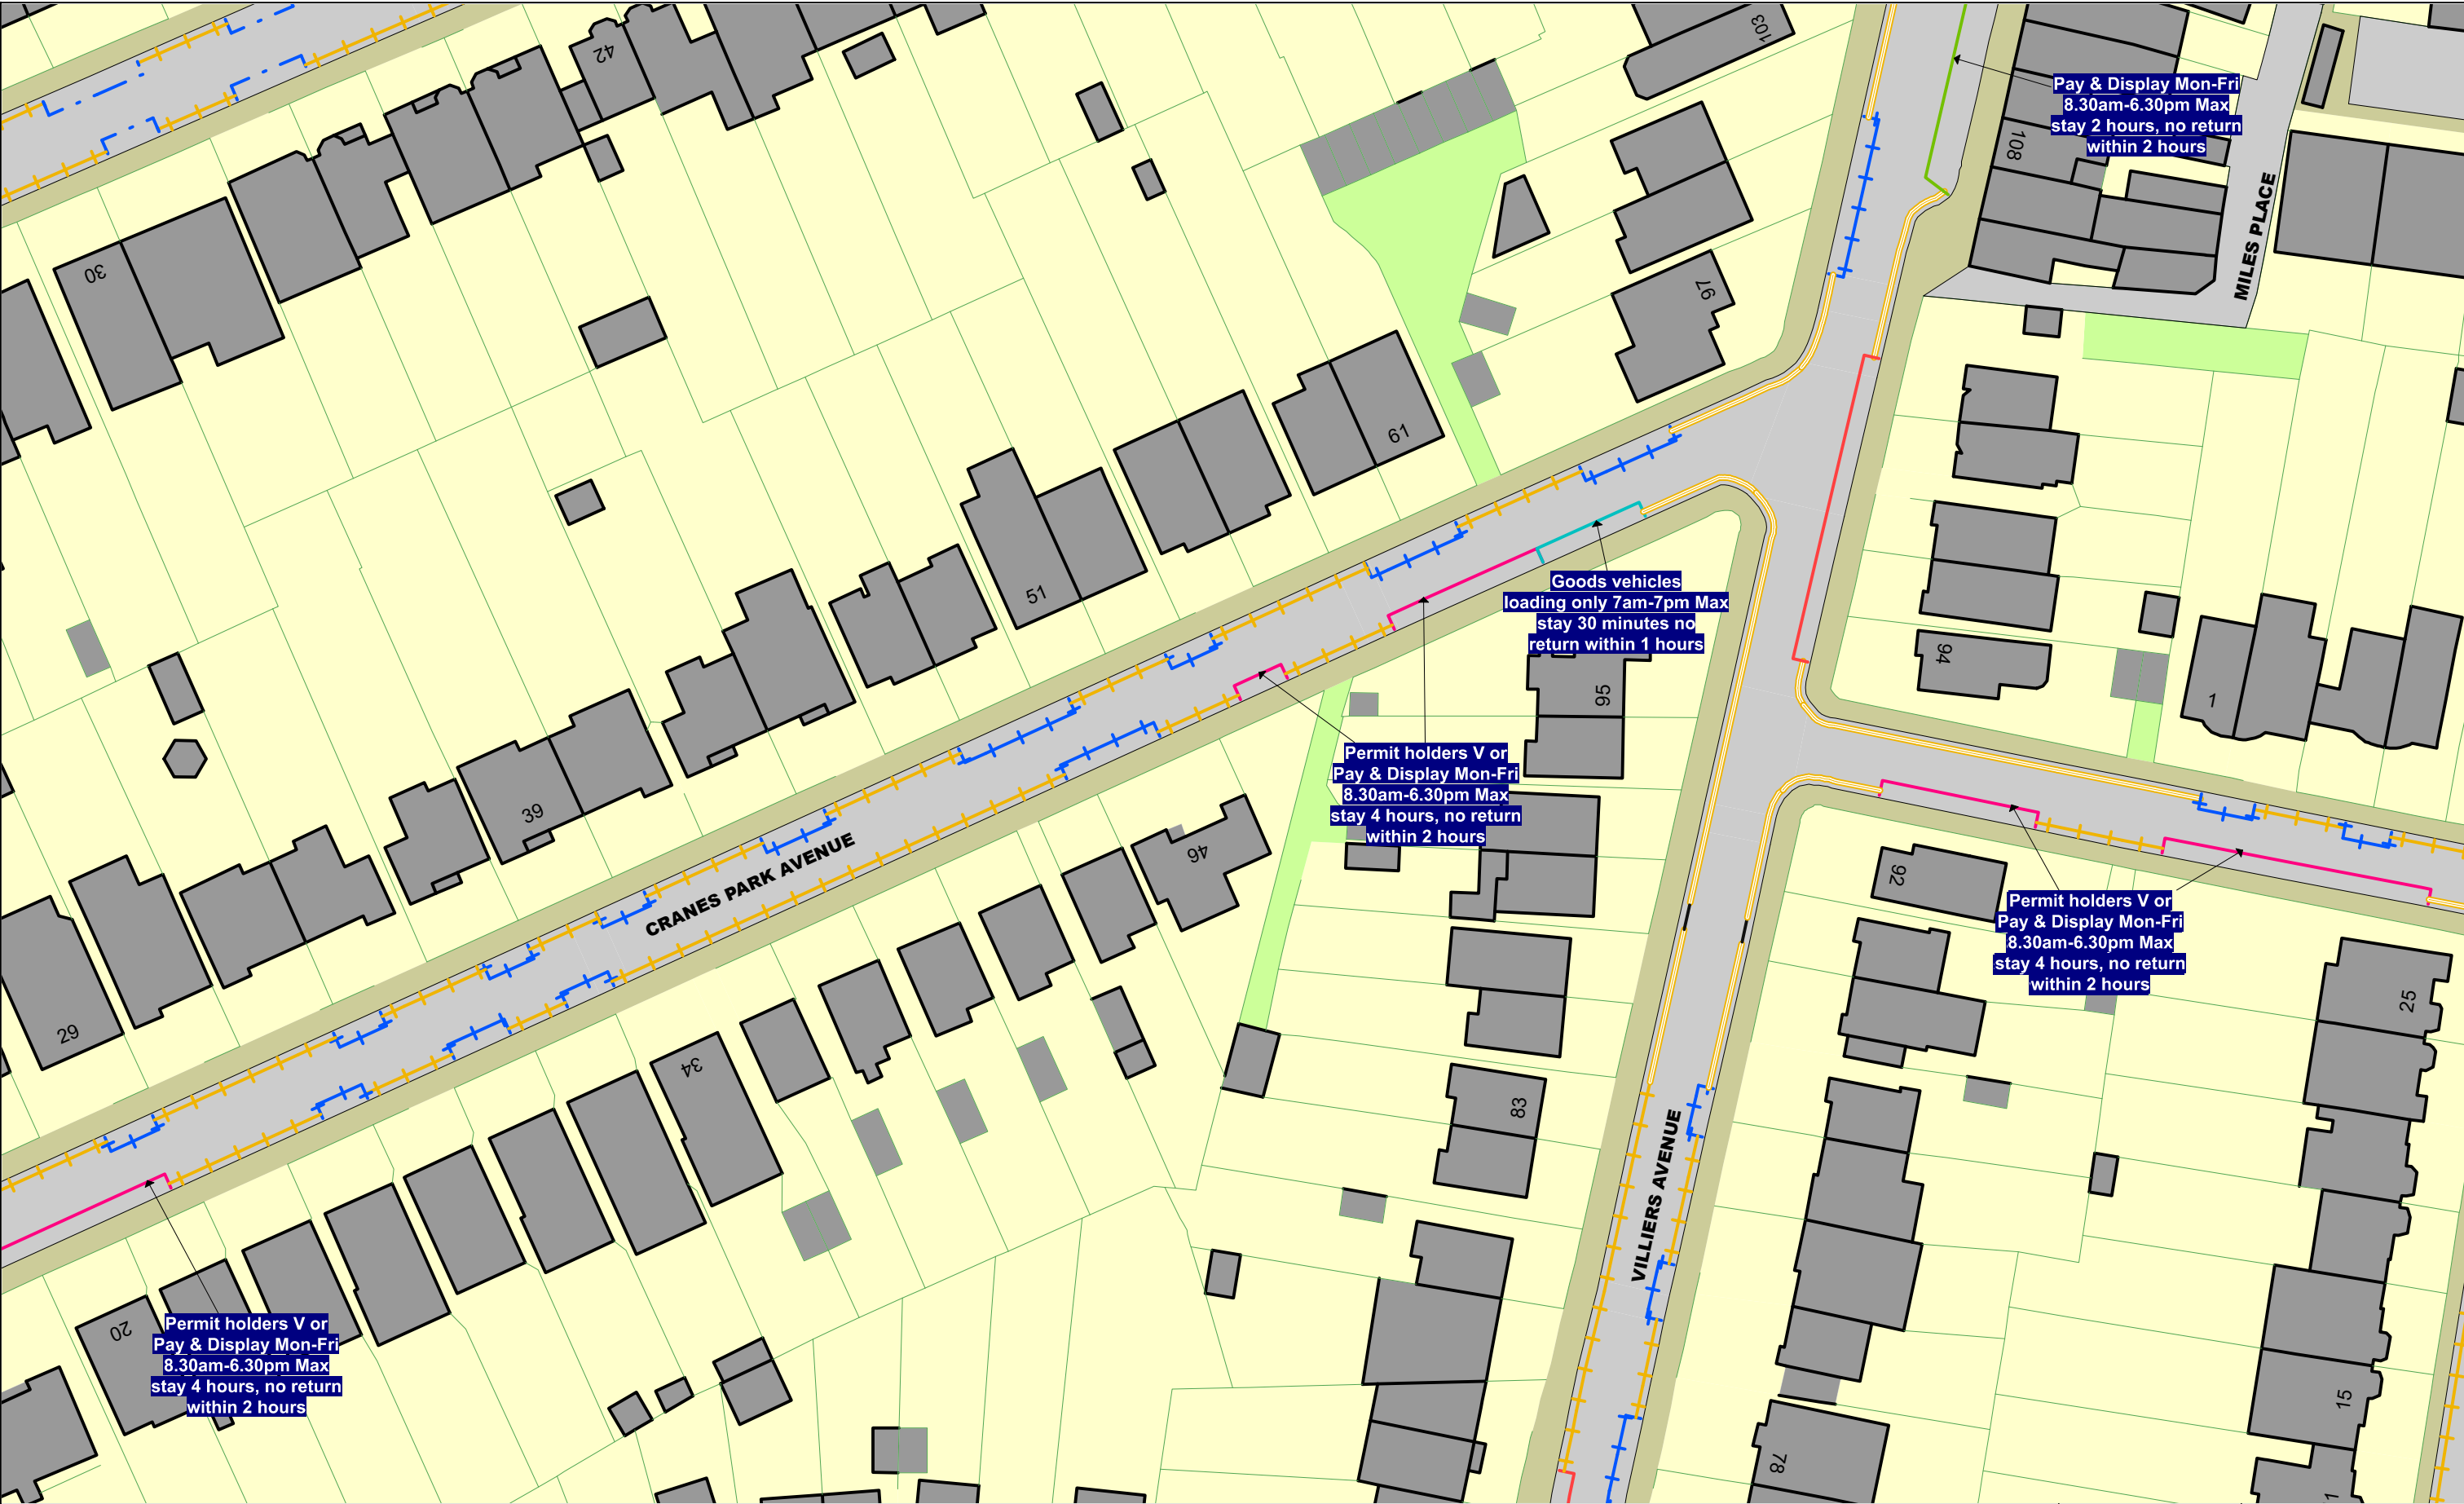 42
103
Pay & Display Mon-Fri
8.30am-6.30pm Max
stay 2 hours, no return
within 2 hours
108
MILES PLACE
30
97
61
51
Goods vehicles
loading only 7am-7pm Max
stay 30 minutes no
return within 1 hours
94
95
1
Permit holders V or
Pay & Display Mon-Fri
8.30am-6.30pm Max
stay 4 hours, no return
within 2 hours
39
CRANES PARK AVENUE
46
92
Permit holders V or
Pay & Display Mon-Fri
8.30am-6.30pm Max
stay 4 hours, no return
within 2 hours
29
25
34
83
VILLIERS AVENUE
20
Permit holders V or
Pay & Display Mon-Fri
8.30am-6.30pm Max
stay 4 hours, no return
within 2 hours
15
78